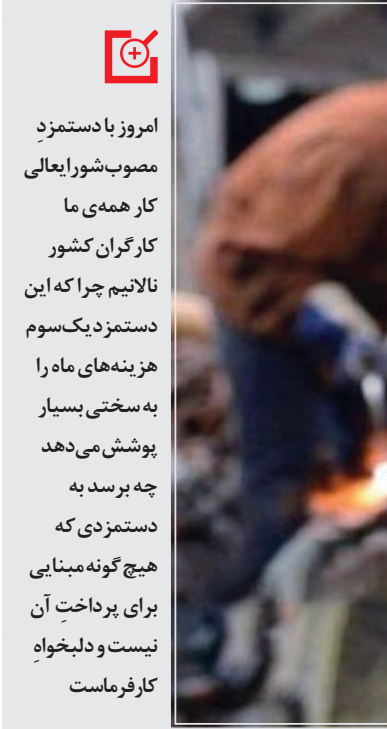 امروز با دستمزدِ
مصوب شورایعالی
کار همه‌ی ما
کارگران کشور
نالانیم چرا که این
دستمزد یک‌سوم
هزینه‌های ماه را
به سختی بسیار
پوشش می‌دهد
چه برسد به
دستمزدی که
هیچ گونه مبنایی
برای پرداختِ آن
نیست و دلبخواهِ
کارفرماست